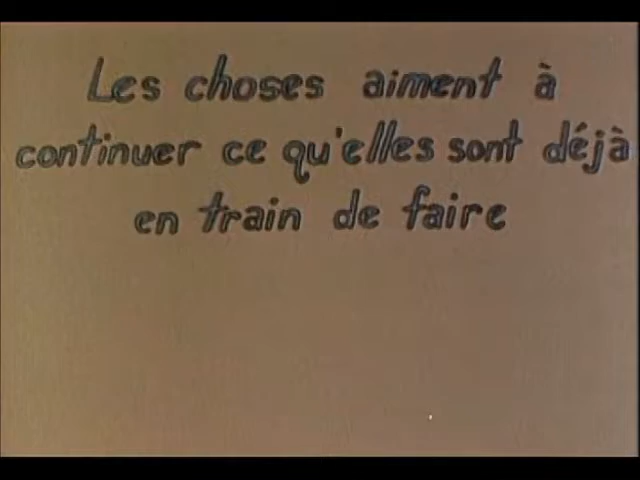 Les choses aiment à
continuer ce qu'elles sont déjà
en train de faire